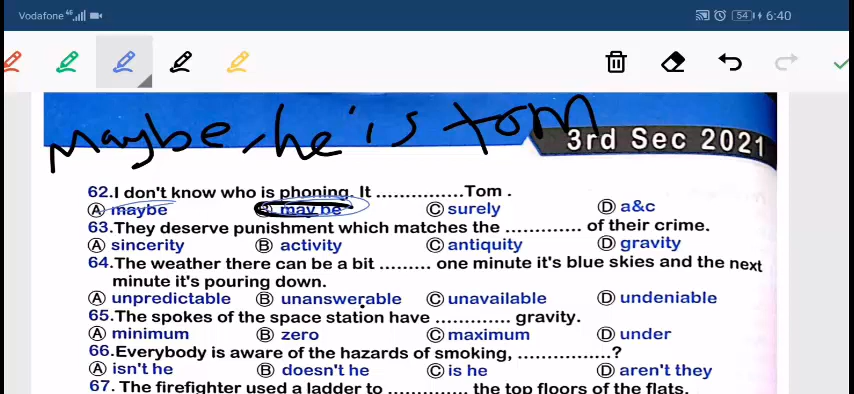 Vodafone 4G 54 6:40
Maybe he is tom
3rd Sec 2021
62.I don't know who is phoning. It ...............Tom .
Ⓐ maybe Ⓑ may be Ⓒ surely Ⓓ a&c
63.They deserve punishment which matches the ............. of their crime.
Ⓐ sincerity Ⓑ activity Ⓒ antiquity Ⓓ gravity
64.The weather there can be a bit ......... one minute it's blue skies and the next
minute it's pouring down.
Ⓐ unpredictable Ⓑ unanswerable Ⓒ unavailable Ⓓ undeniable
65.The spokes of the space station have ............. gravity.
Ⓐ minimum Ⓑ zero Ⓒ maximum Ⓓ under
66.Everybody is aware of the hazards of smoking, .................?
Ⓐ isn't he Ⓑ doesn't he Ⓒ is he Ⓓ aren't they
67. The firefighter used a ladder to ............. the top floors of the flats.